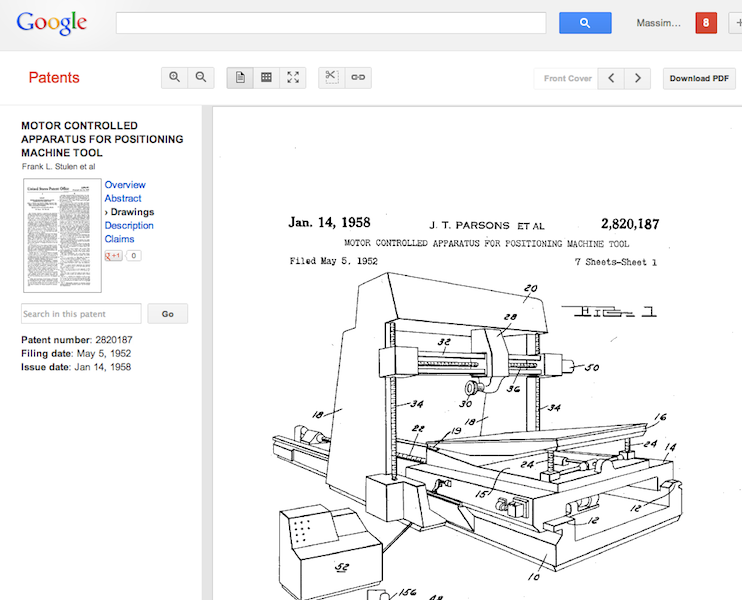 Google
Massim...
8
+
Patents
Front Cover
Download PDF
MOTOR CONTROLLED
APPARATUS FOR POSITIONING
MACHINE TOOL
Frank L. Stulen et al
United States Patent Office
Overview
Abstract
› Drawings
Description
Claims
+1
0
Search in this patent
Go
Patent number: 2820187
Filing date: May 5, 1952
Issue date: Jan 14, 1958
Jan. 14, 1958
J. T. PARSONS ET AL
2,820,187
MOTOR CONTROLLED APPARATUS FOR POSITIONING MACHINE TOOL
Filed May 5, 1952
7 Sheets-Sheet 1
FIG. 1
20
28
32
50
30
36
34
34
18
18
16
19
22
24
24
14
15
12
12
10
52
156